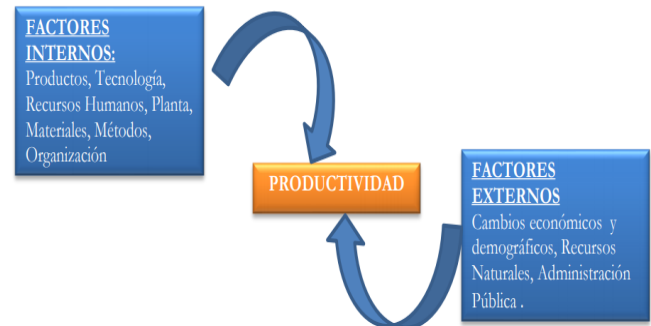 FACTORES
INTERNOS:
Productos, Tecnología,
Recursos Humanos, Planta,
Materiales, Métodos,
Organización
PRODUCTIVIDAD
FACTORES
EXTERNOS
Cambios económicos y
demográficos, Recursos
Naturales, Administración
Pública .